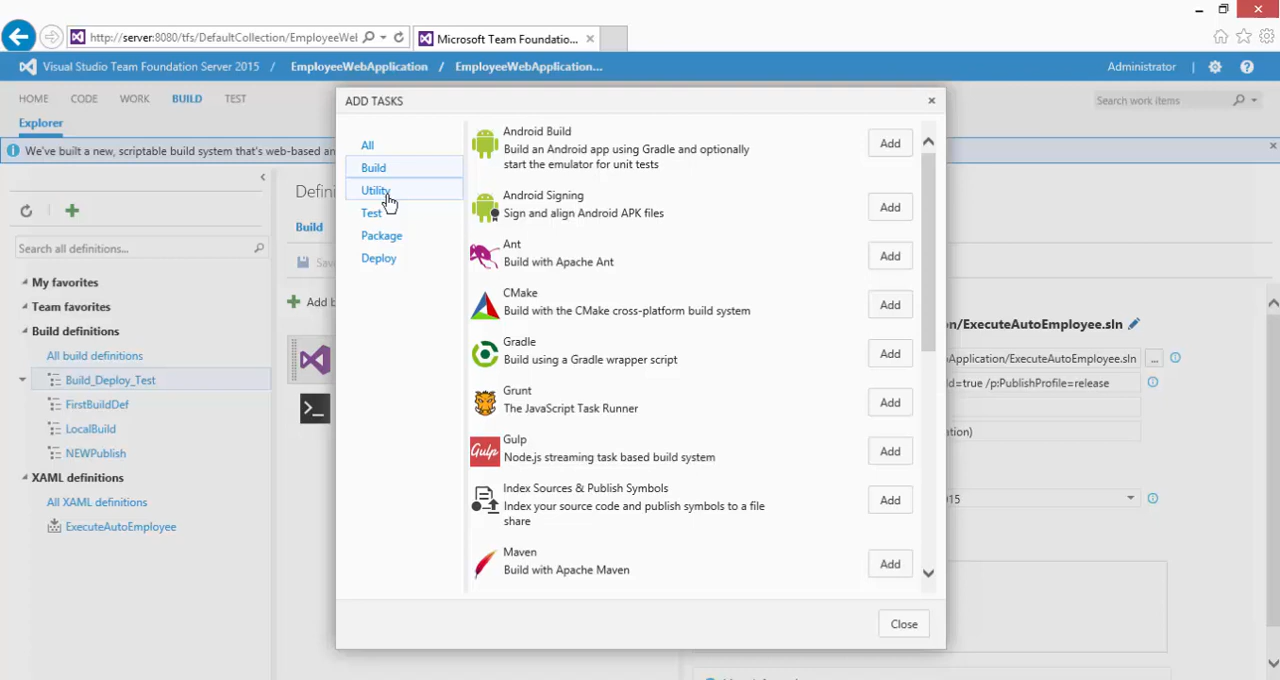 http://server:8080/tfs/DefaultCollection/EmployeeWel
Microsoft Team Foundatio...
Visual Studio Team Foundation Server 2015 / EmployeeWebApplication / EmployeeWebApplication...
Administrator
HOME CODE WORK BUILD TEST
Search work items
Explorer
We've built a new, scriptable build system that's web-based an
Defini
Build
Search all definitions...
Sav
Add b
My favorites
Team favorites
Build definitions
All build definitions
Build_Deploy_Test
FirstBuildDef
LocalBuild
NEWPublish
XAML definitions
All XAML definitions
ExecuteAutoEmployee
ADD TASKS
All
Build
Utility
Test
Package
Deploy
Android Build
Build an Android app using Gradle and optionally
start the emulator for unit tests
Add
Android Signing
Sign and align Android APK files
Add
Ant
Build with Apache Ant
Add
CMake
Build with the CMake cross-platform build system
Add
Gradle
Build using a Gradle wrapper script
Add
Grunt
The JavaScript Task Runner
Add
Gulp
Gulp
Node.js streaming task based build system
Add
Index Sources & Publish Symbols
Index your source code and publish symbols to a file
share
Add
Maven
Build with Apache Maven
Add
Close
n/ExecuteAutoEmployee.sln
Application/ExecuteAutoEmployee.sln ...
ld=true /p:PublishProfile=release
ation)
15